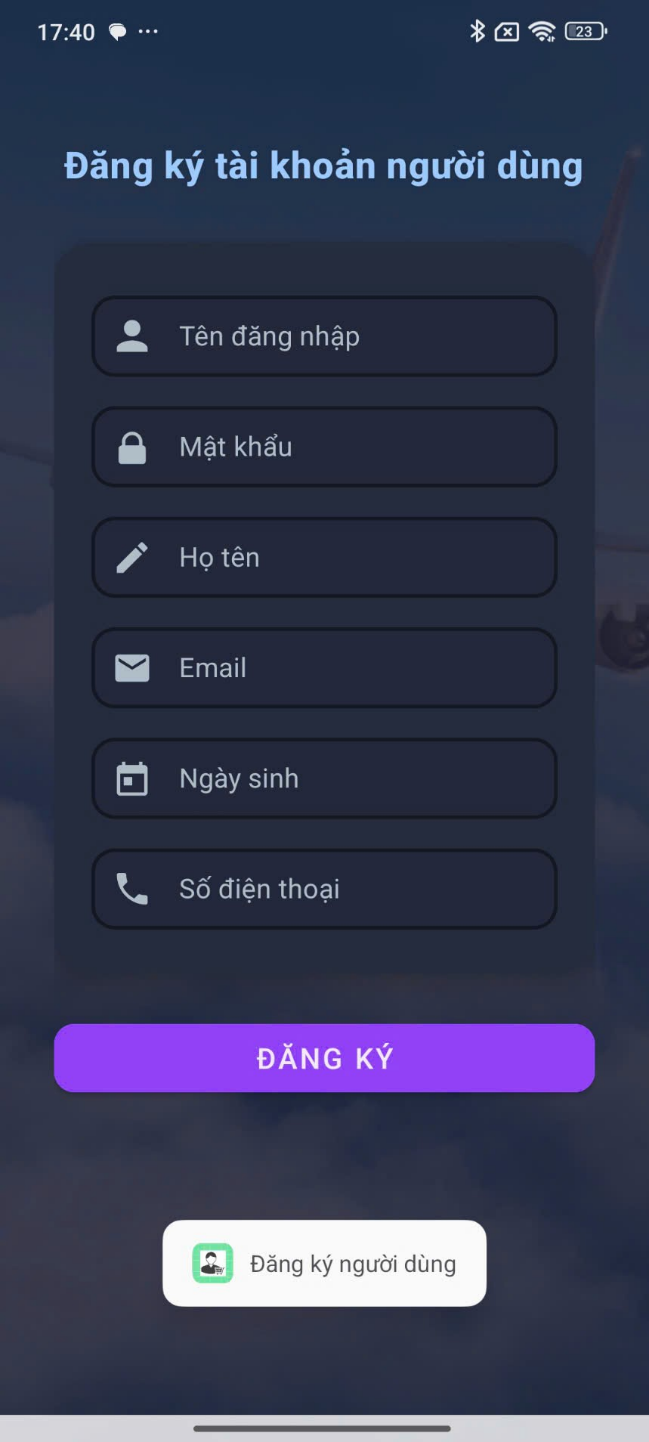 17:40
23
Đăng ký tài khoản người dùng
Tên đăng nhập
Mật khẩu
Họ tên
Email
Ngày sinh
Số điện thoại
ĐĂNG KÝ
Đăng ký người dùng